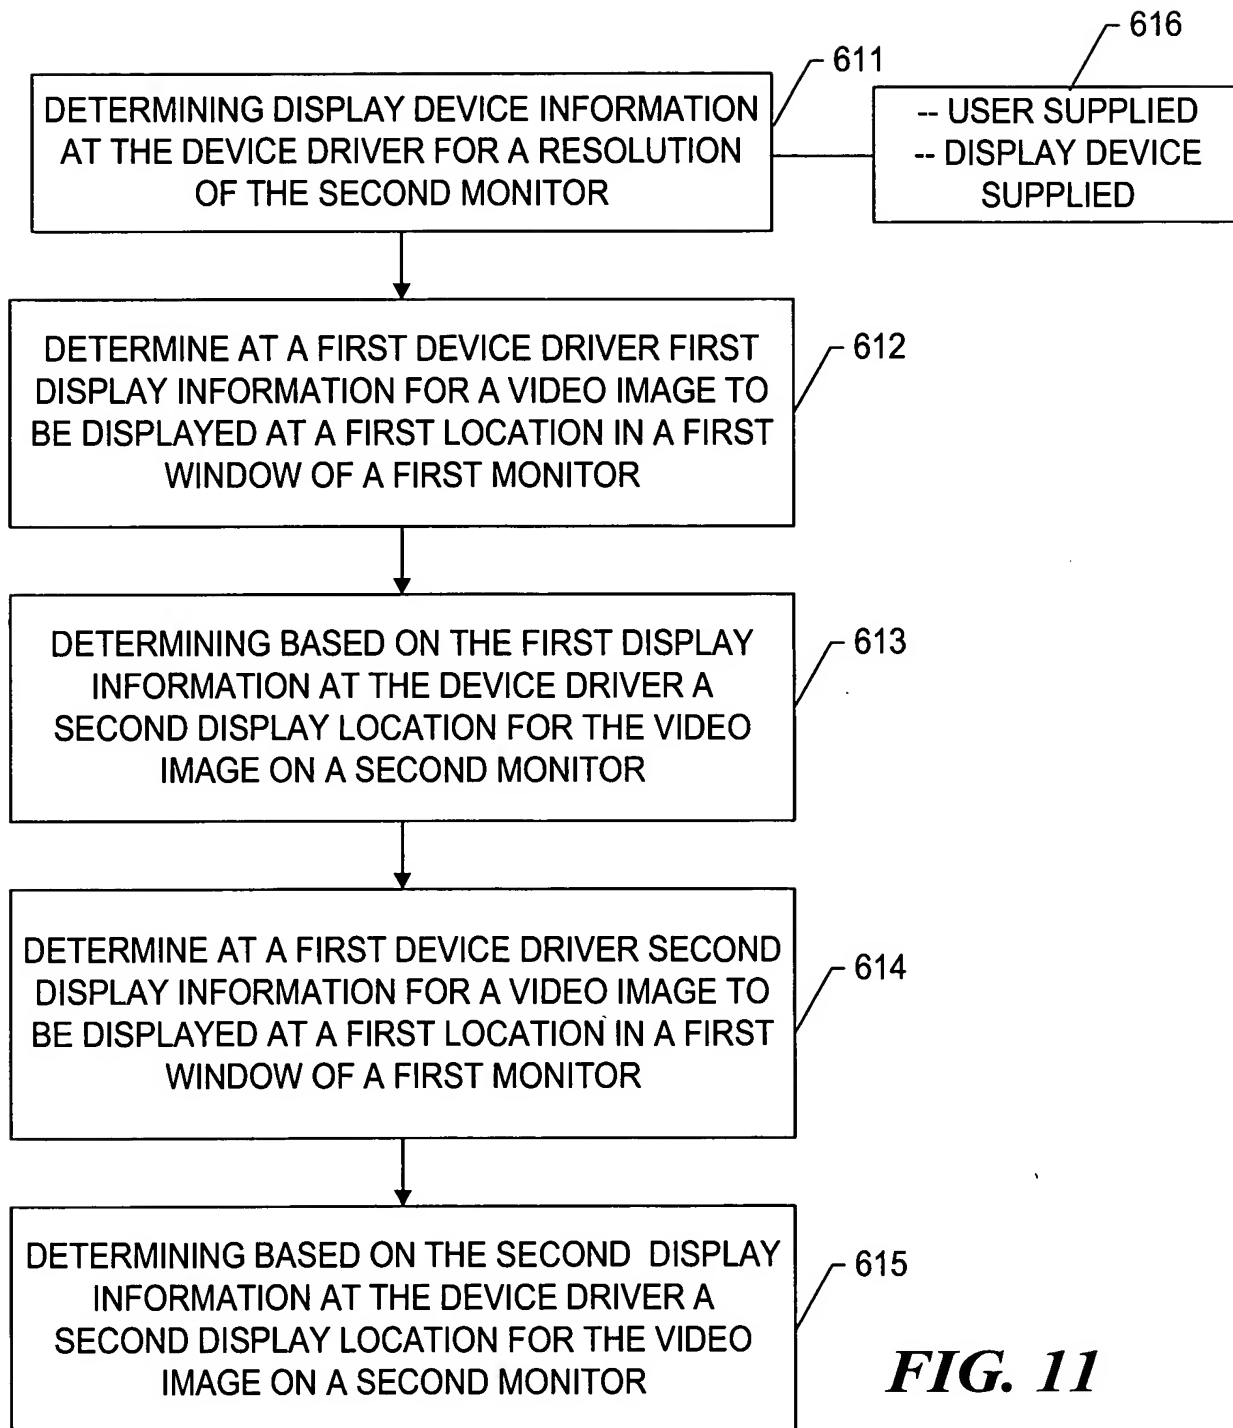 616
611
DETERMINING DISPLAY DEVICE INFORMATION
AT THE DEVICE DRIVER FOR A RESOLUTION
OF THE SECOND MONITOR
-- USER SUPPLIED
-- DISPLAY DEVICE
SUPPLIED
612
DETERMINE AT A FIRST DEVICE DRIVER FIRST
DISPLAY INFORMATION FOR A VIDEO IMAGE TO
BE DISPLAYED AT A FIRST LOCATION IN A FIRST
WINDOW OF A FIRST MONITOR
613
DETERMINING BASED ON THE FIRST DISPLAY
INFORMATION AT THE DEVICE DRIVER A
SECOND DISPLAY LOCATION FOR THE VIDEO
IMAGE ON A SECOND MONITOR
614
DETERMINE AT A FIRST DEVICE DRIVER SECOND
DISPLAY INFORMATION FOR A VIDEO IMAGE TO
BE DISPLAYED AT A FIRST LOCATION IN A FIRST
WINDOW OF A FIRST MONITOR
615
DETERMINING BASED ON THE SECOND DISPLAY
INFORMATION AT THE DEVICE DRIVER A
SECOND DISPLAY LOCATION FOR THE VIDEO
IMAGE ON A SECOND MONITOR
FIG. 11